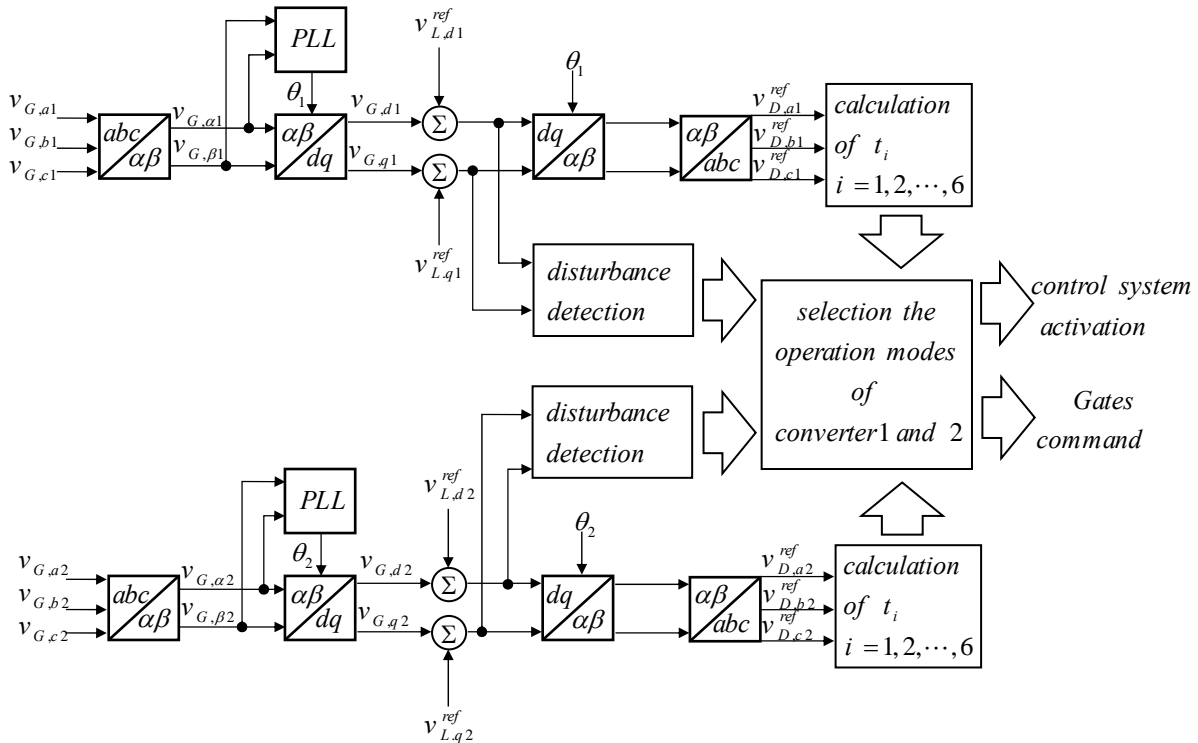 PLL
v_{L,d1}^{ref}
θ_1
θ_1
v_{G,a1}
v_{G,b1}
v_{G,c1}
abc
αβ
v_{G,α1}
v_{G,β1}
αβ
dq
v_{G,d1}
v_{G,q1}
Σ
Σ
v_{L,q1}^{ref}
dq
αβ
αβ
abc
v_{D,a1}^{ref}
v_{D,b1}^{ref}
v_{D,c1}^{ref}
calculation
of t_i
i = 1, 2, ⋯, 6
disturbance
detection
selection the
operation modes
of
converter1 and 2
control system
activation
Gates
command
disturbance
detection
PLL
v_{L,d2}^{ref}
θ_2
θ_2
v_{G,a2}
v_{G,b2}
v_{G,c2}
abc
αβ
v_{G,α2}
v_{G,β2}
αβ
dq
v_{G,d2}
v_{G,q2}
Σ
Σ
v_{L,q2}^{ref}
dq
αβ
αβ
abc
v_{D,a2}^{ref}
v_{D,b2}^{ref}
v_{D,c2}^{ref}
calculation
of t_i
i = 1, 2, ⋯, 6